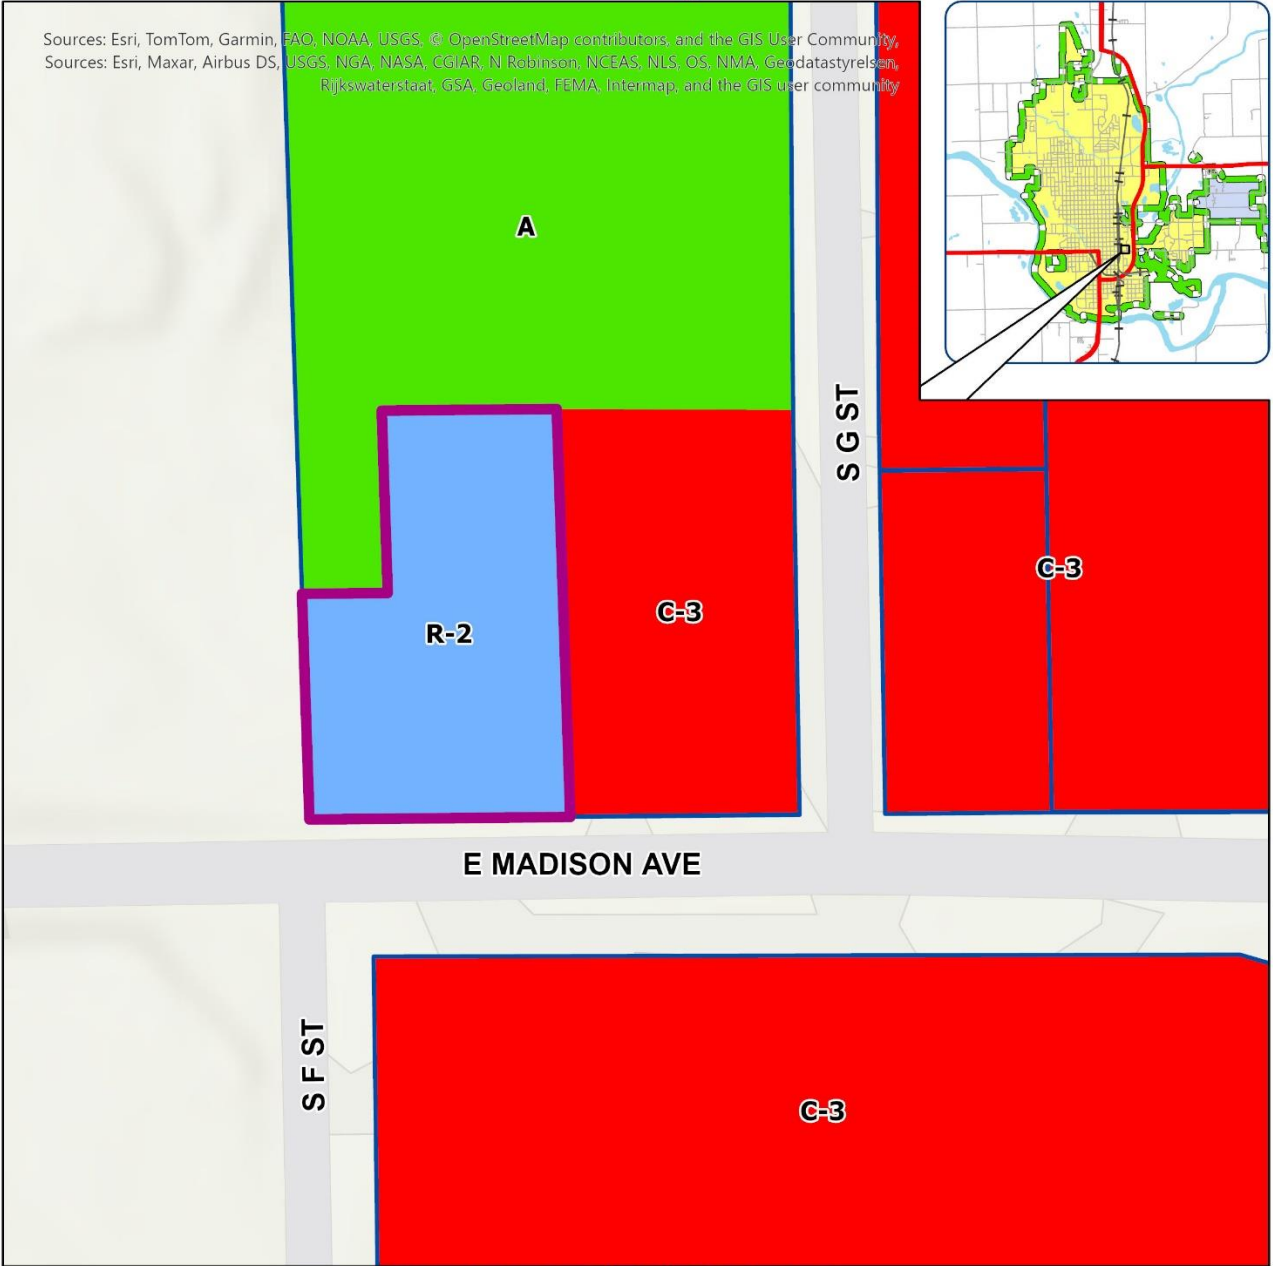 Sources: Esri, TomTom, Garmin, FAO, NOAA, USGS, © OpenStreetMap contributors, and the GIS User Community,
Sources: Esri, Maxar, Airbus DS, USGS, NGA, NASA, CGIAR, N Robinson, NCEAS, NLS, OS, NMA, Geodatastyrelsen,
Rijkswaterstaat, GSA, Geoland, FEMA, Intermap, and the GIS user community
A
S G ST
C-3
C-3
R-2
E MADISON AVE
S F ST
C-3